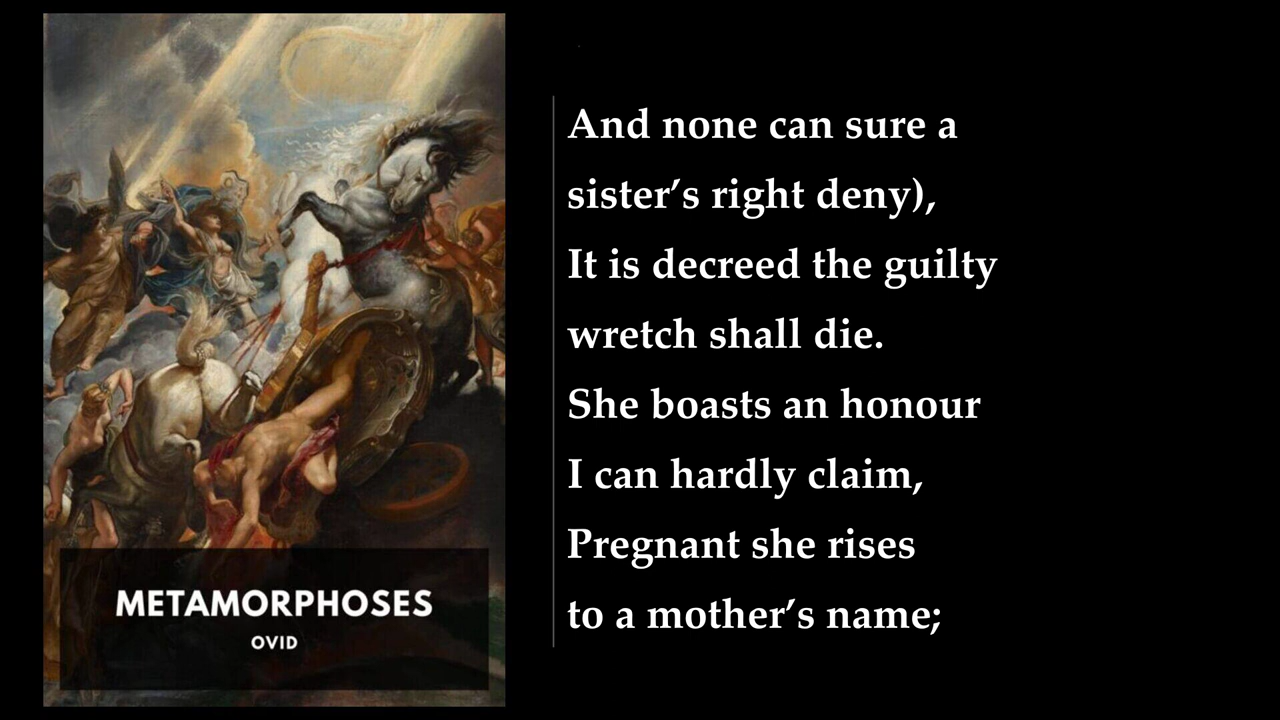 METAMORPHOSES
OVID
And none can sure a
sister’s right deny),
It is decreed the guilty
wretch shall die.
She boasts an honour
I can hardly claim,
Pregnant she rises
to a mother’s name;